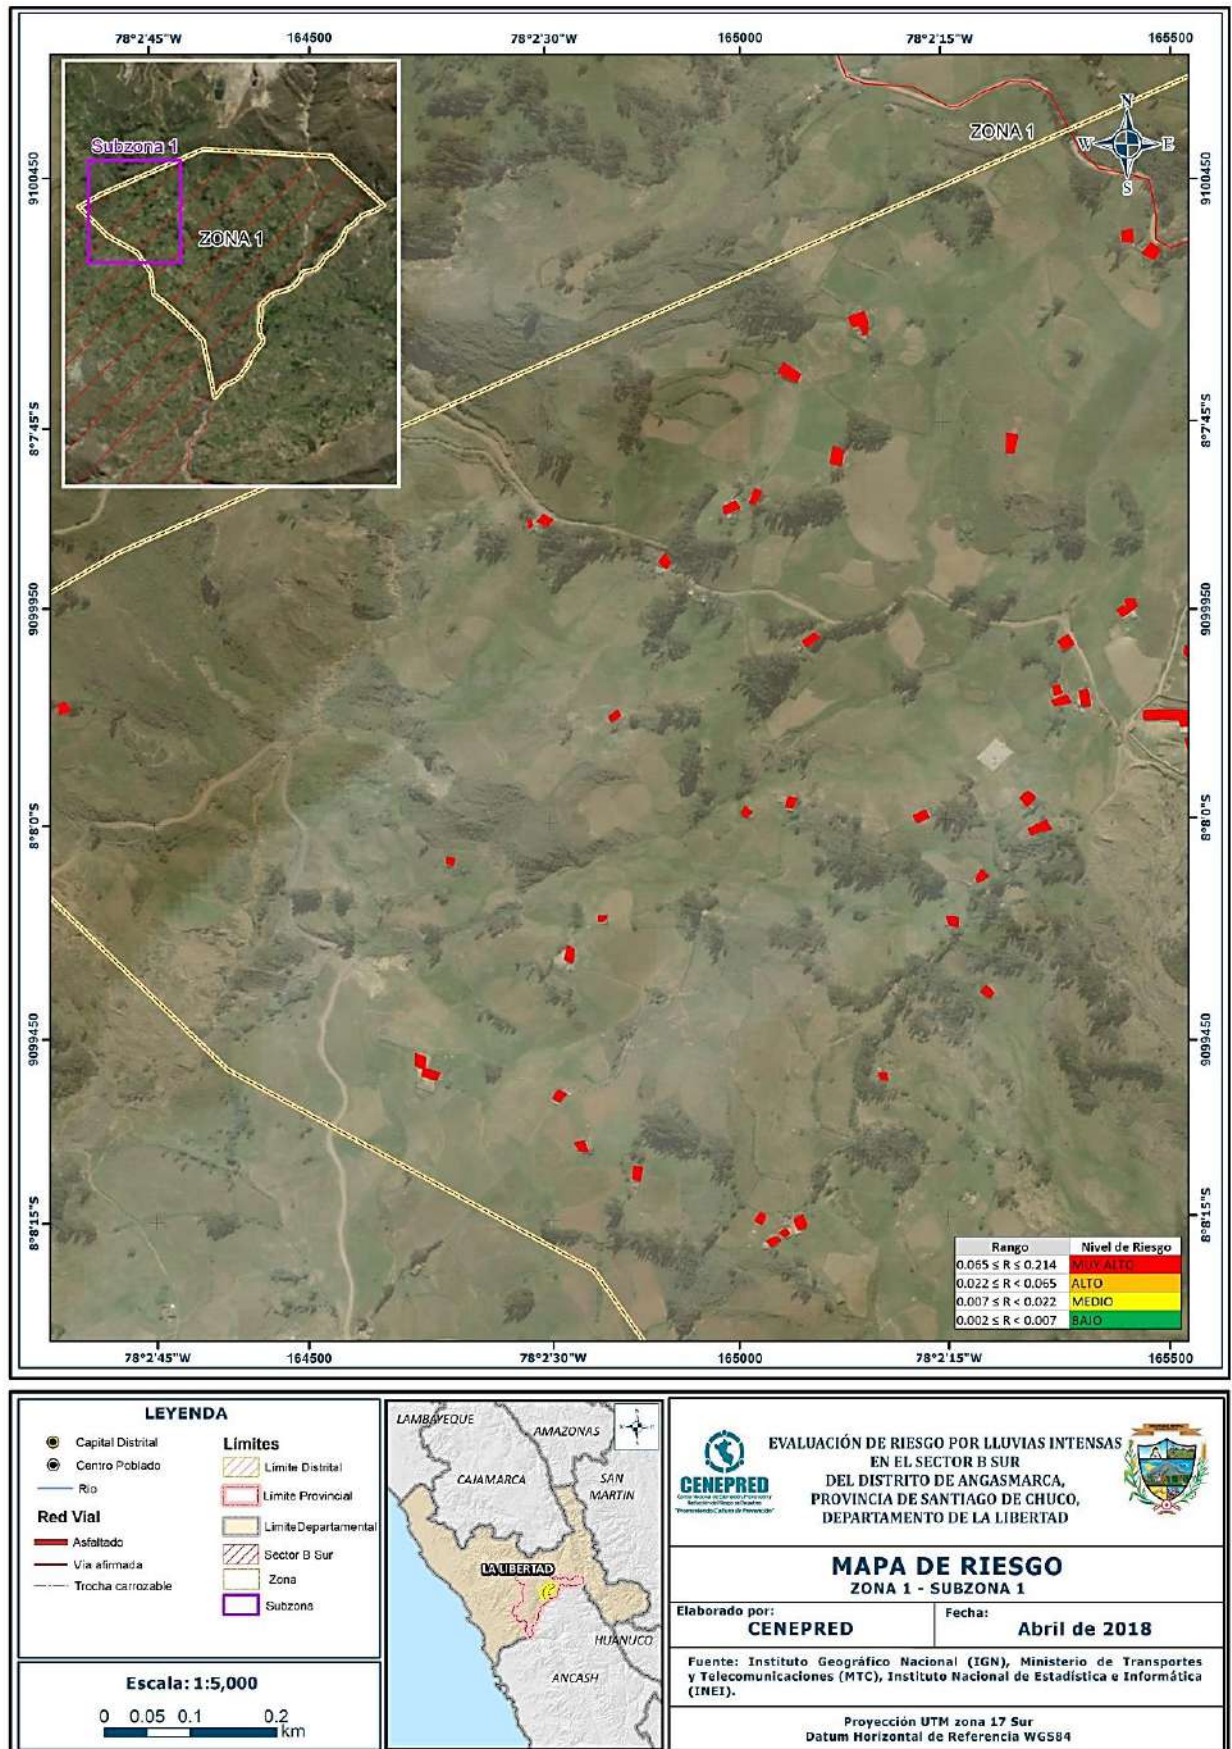 78°2'45"W 164500 78°2'30"W 165000 78°2'15"W 165500
Subzona 1
ZONA 1
ZONA 1
N
W E
S
9100450
9100450
8°7'45"S
8°7'45"S
9099950
9099950
8°8'0"S
8°8'0"S
9099450
9099450
8°8'15"S
8°8'15"S
Rango Nivel de Riesgo
0.065 ≤ R ≤ 0.214 MUY ALTO
0.022 ≤ R < 0.065 ALTO
0.007 ≤ R < 0.022 MEDIO
0.002 ≤ R < 0.007 BAJO
78°2'45"W 164500 78°2'30"W 165000 78°2'15"W 165500
LEYENDA
Capital Distrital
Centro Poblado
Rio
Red Vial
Asfaltado
Via afirmada
Trocha carrozable
Límites
Limite Distrital
Limite Provincial
LimiteDepartamental
Sector B Sur
Zona
Subzona
Escala: 1:5,000
0 0.05 0.1 0.2
km
LAMBAYEQUE
AMAZONAS
CAJAMARCA
SAN
MARTIN
LA LIBERTAD
HUANUCO
ANCASH
CENEPRED
EVALUACIÓN DE RIESGO POR LLUVIAS INTENSAS
EN EL SECTOR B SUR
DEL DISTRITO DE ANGASMARCA,
PROVINCIA DE SANTIAGO DE CHUCO,
DEPARTAMENTO DE LA LIBERTAD
MAPA DE RIESGO
ZONA 1 - SUBZONA 1
Elaborado por:
CENEPRED
Fecha:
Abril de 2018
Fuente: Instituto Geográfico Nacional (IGN), Ministerio de Transportes
y Telecomunicaciones (MTC), Instituto Nacional de Estadística e Informática
(INEI).
Proyección UTM zona 17 Sur
Datum Horizontal de Referencia WGS84